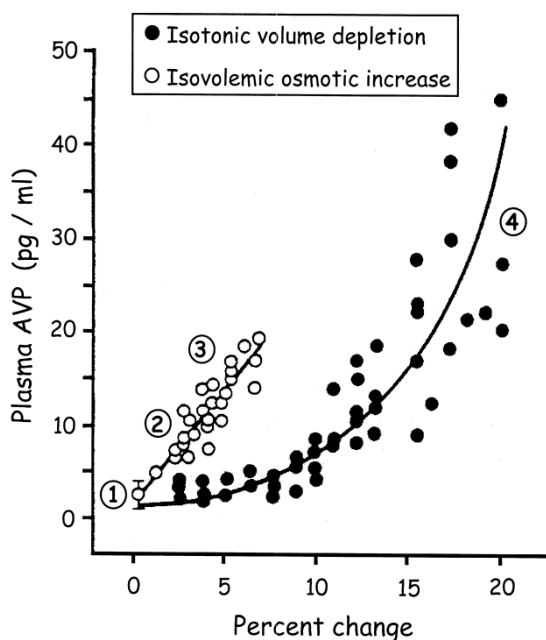 50
● Isotonic volume depletion
○ Isovolemic osmotic increase
40
④
30
Plasma AVP (pg / ml)
20
③
②
10
①
0
0 5 10 15 20
Percent change